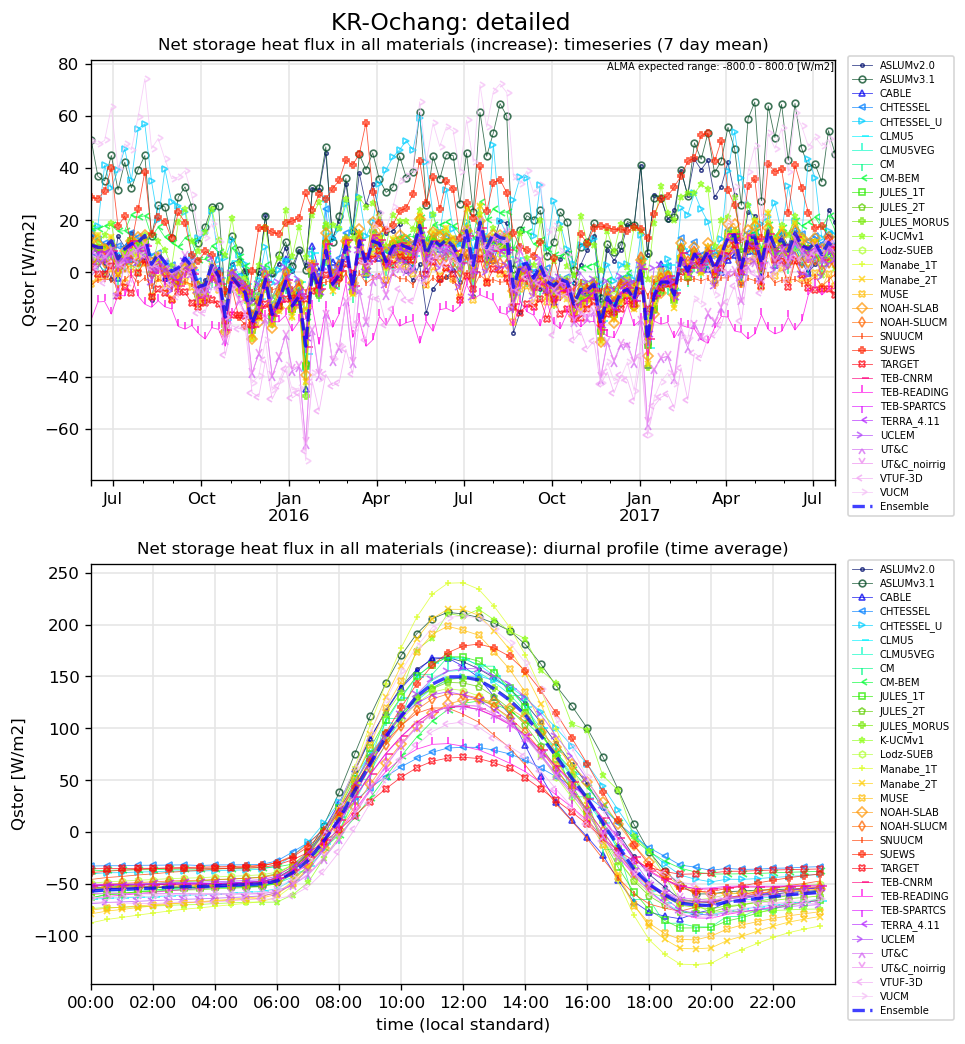 KR-Ochang: detailed
Net storage heat flux in all materials (increase): timeseries (7 day mean)
ALMA expected range: -800.0 - 800.0 [W/m2]
80
60
40
20
0
−20
−40
−60
Qstor [W/m2]
Jul
Oct
Jan
2016
Apr
Jul
Oct
Jan
2017
Apr
Jul
ASLUMv2.0
ASLUMv3.1
CABLE
CHTESSEL
CHTESSEL_U
CLMU5
CLMU5VEG
CM
CM-BEM
JULES_1T
JULES_2T
JULES_MORUS
K-UCMv1
Lodz-SUEB
Manabe_1T
Manabe_2T
MUSE
NOAH-SLAB
NOAH-SLUCM
SNUUCM
SUEWS
TARGET
TEB-CNRM
TEB-READING
TEB-SPARTCS
TERRA_4.11
UCLEM
UT&C
UT&C_noirrig
VTUF-3D
VUCM
Ensemble
Net storage heat flux in all materials (increase): diurnal profile (time average)
250
200
150
100
50
0
−50
−100
Qstor [W/m2]
00:00
02:00
04:00
06:00
08:00
10:00
12:00
14:00
16:00
18:00
20:00
22:00
time (local standard)
ASLUMv2.0
ASLUMv3.1
CABLE
CHTESSEL
CHTESSEL_U
CLMU5
CLMU5VEG
CM
CM-BEM
JULES_1T
JULES_2T
JULES_MORUS
K-UCMv1
Lodz-SUEB
Manabe_1T
Manabe_2T
MUSE
NOAH-SLAB
NOAH-SLUCM
SNUUCM
SUEWS
TARGET
TEB-CNRM
TEB-READING
TEB-SPARTCS
TERRA_4.11
UCLEM
UT&C
UT&C_noirrig
VTUF-3D
VUCM
Ensemble